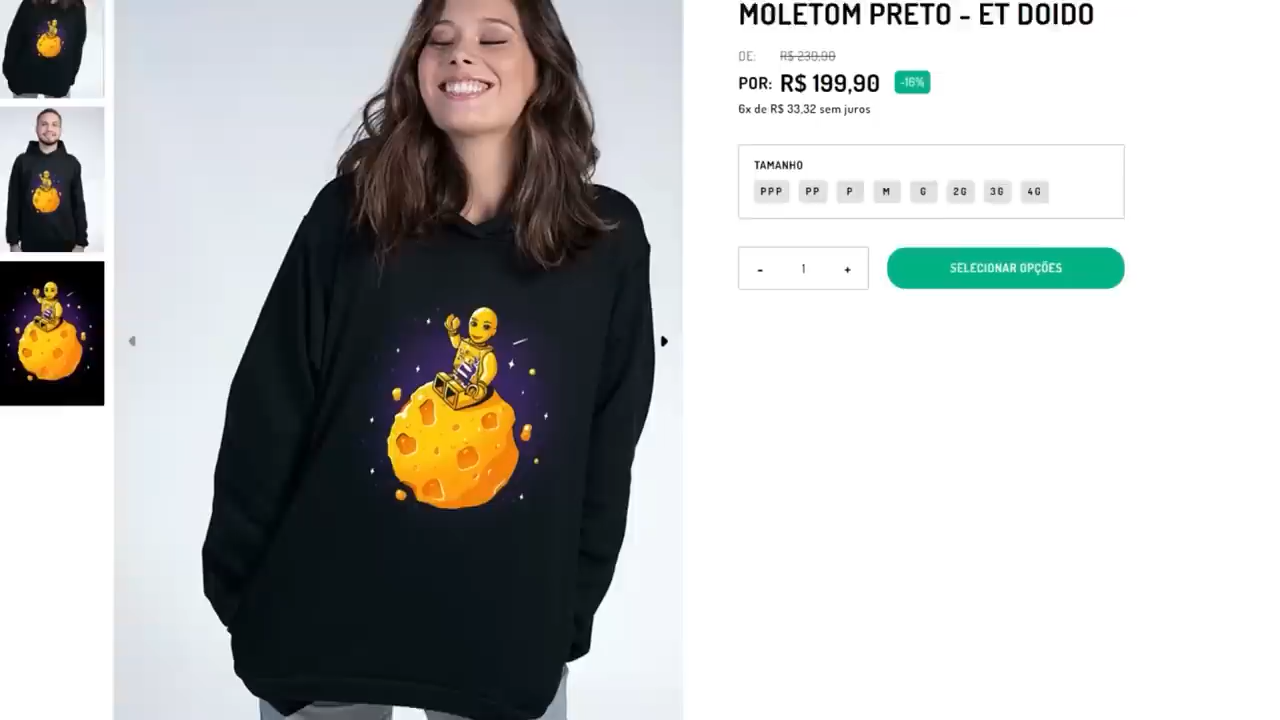 MOLETOM PRETO - ET DOIDO
DE: R$ 239,90
POR: R$ 199,90 -16%
6x de R$ 33,32 sem juros
TAMANHO
PPP PP P M G 2G 3G 4G
- 1 +
SELECIONAR OPÇÕES